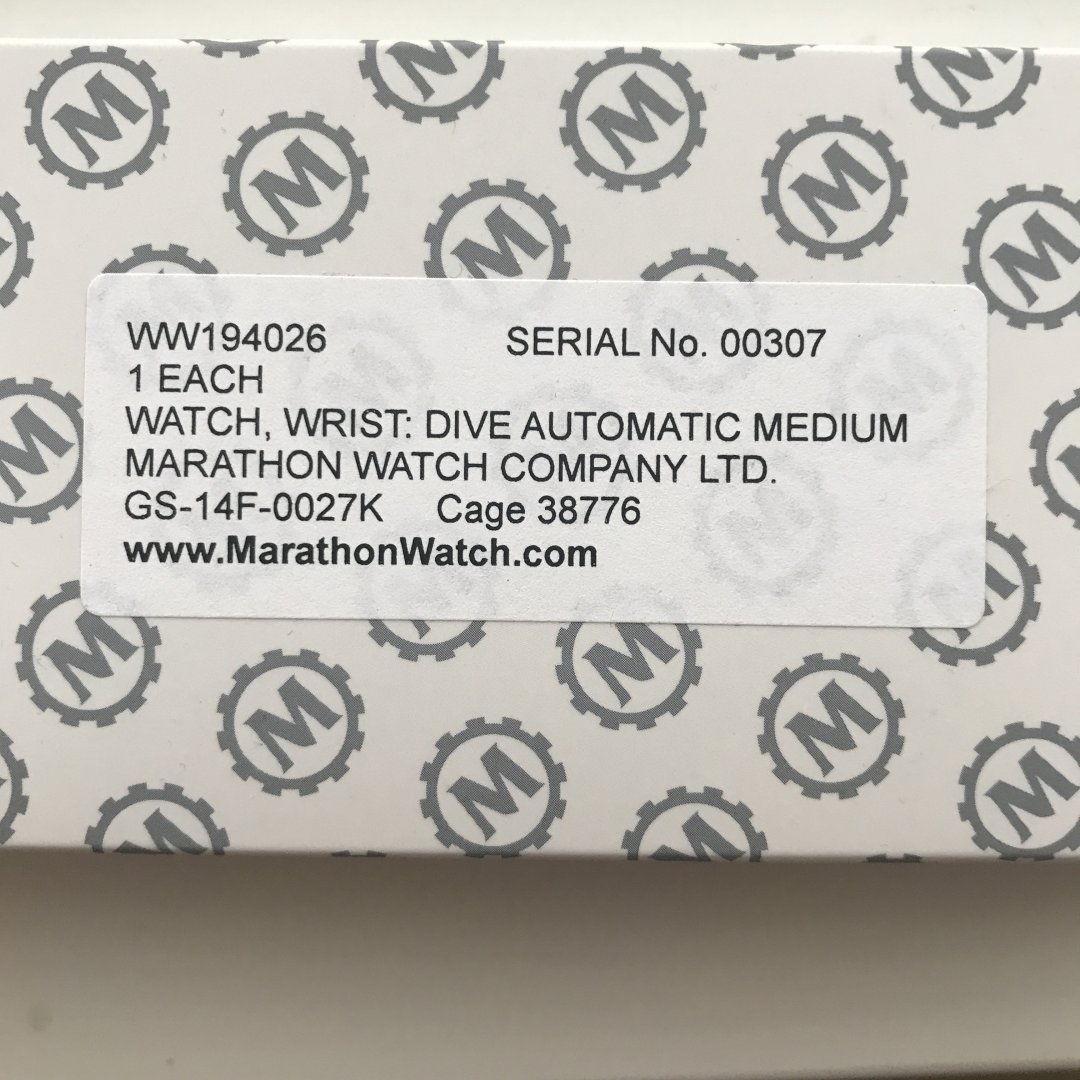 WW194026 SERIAL No. 00307
1 EACH
WATCH, WRIST: DIVE AUTOMATIC MEDIUM
MARATHON WATCH COMPANY LTD.
GS-14F-0027K Cage 38776
www.MarathonWatch.com